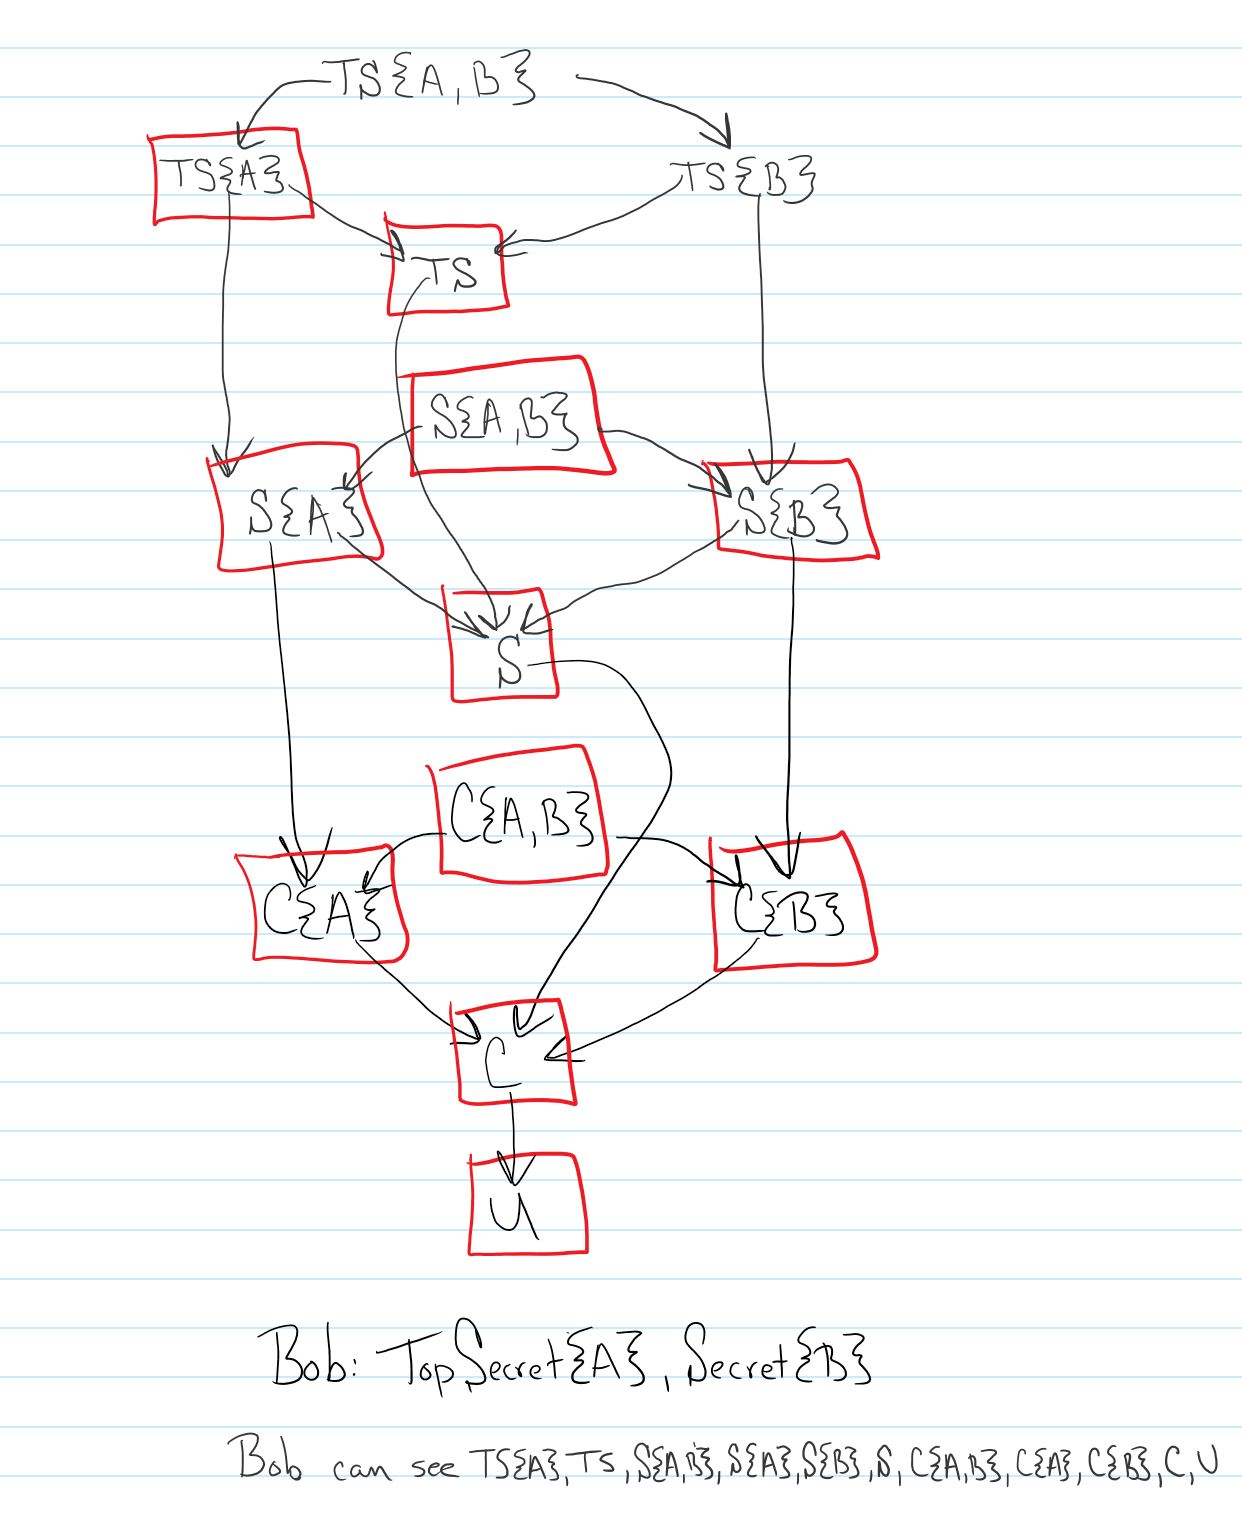 TS{A,B}
TS{A} TS{B}
TS
S{A,B}
S{A} S{B}
S
C{A,B}
C{A} C{B}
C
U
Bob: TopSecret{A}, Secret{B}
Bob can see TS{A}, TS, S{A,B}, S{A}, S{B}, S, C{A,B}, C{A}, C{B}, C, U